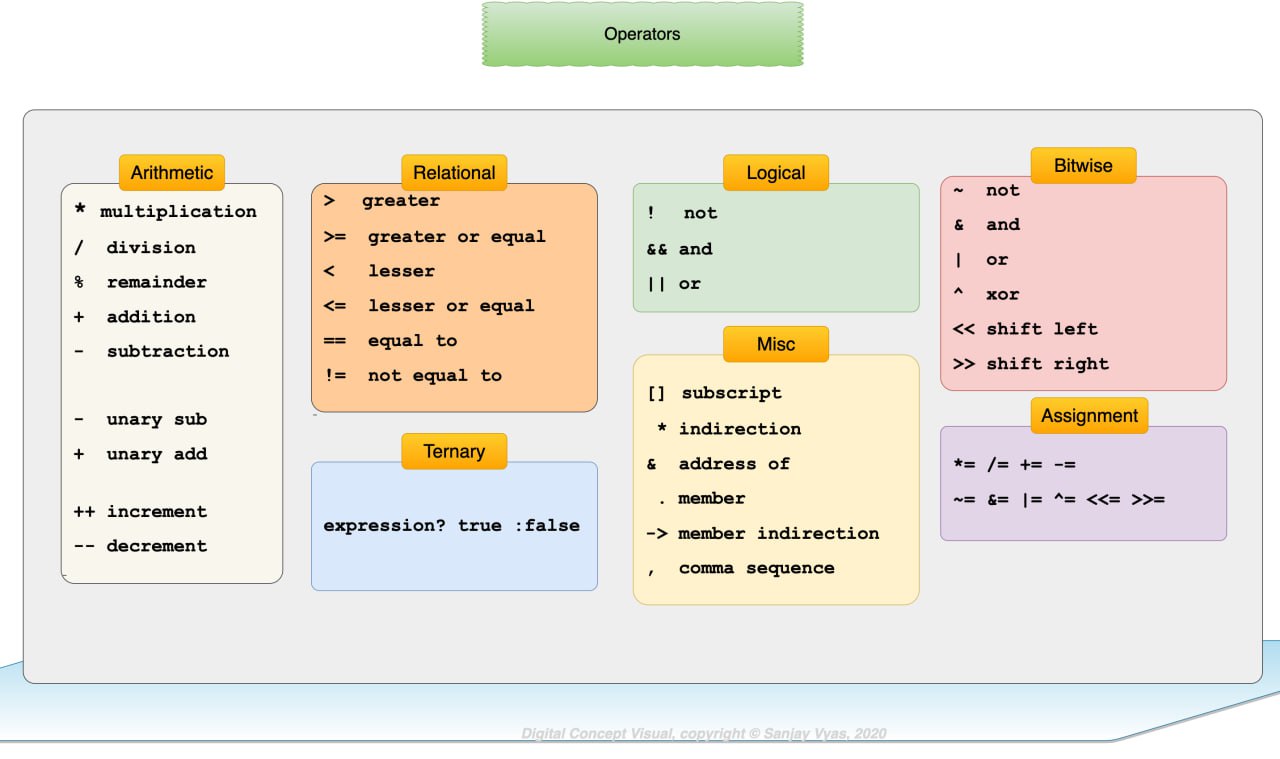 Operators
Arithmetic
* multiplication
/ division
% remainder
+ addition
- subtraction
- unary sub
+ unary add
++ increment
-- decrement
Relational
> greater
>= greater or equal
< lesser
<= lesser or equal
== equal to
!= not equal to
Ternary
expression? true :false
Logical
! not
&& and
|| or
Misc
[] subscript
* indirection
& address of
. member
-> member indirection
, comma sequence
Bitwise
~ not
& and
| or
^ xor
<< shift left
>> shift right
Assignment
*= /= += -=
~= &= |= ^= <<= >>=
Digital Concept Visual, copyright © Sanjay Vyas, 2020